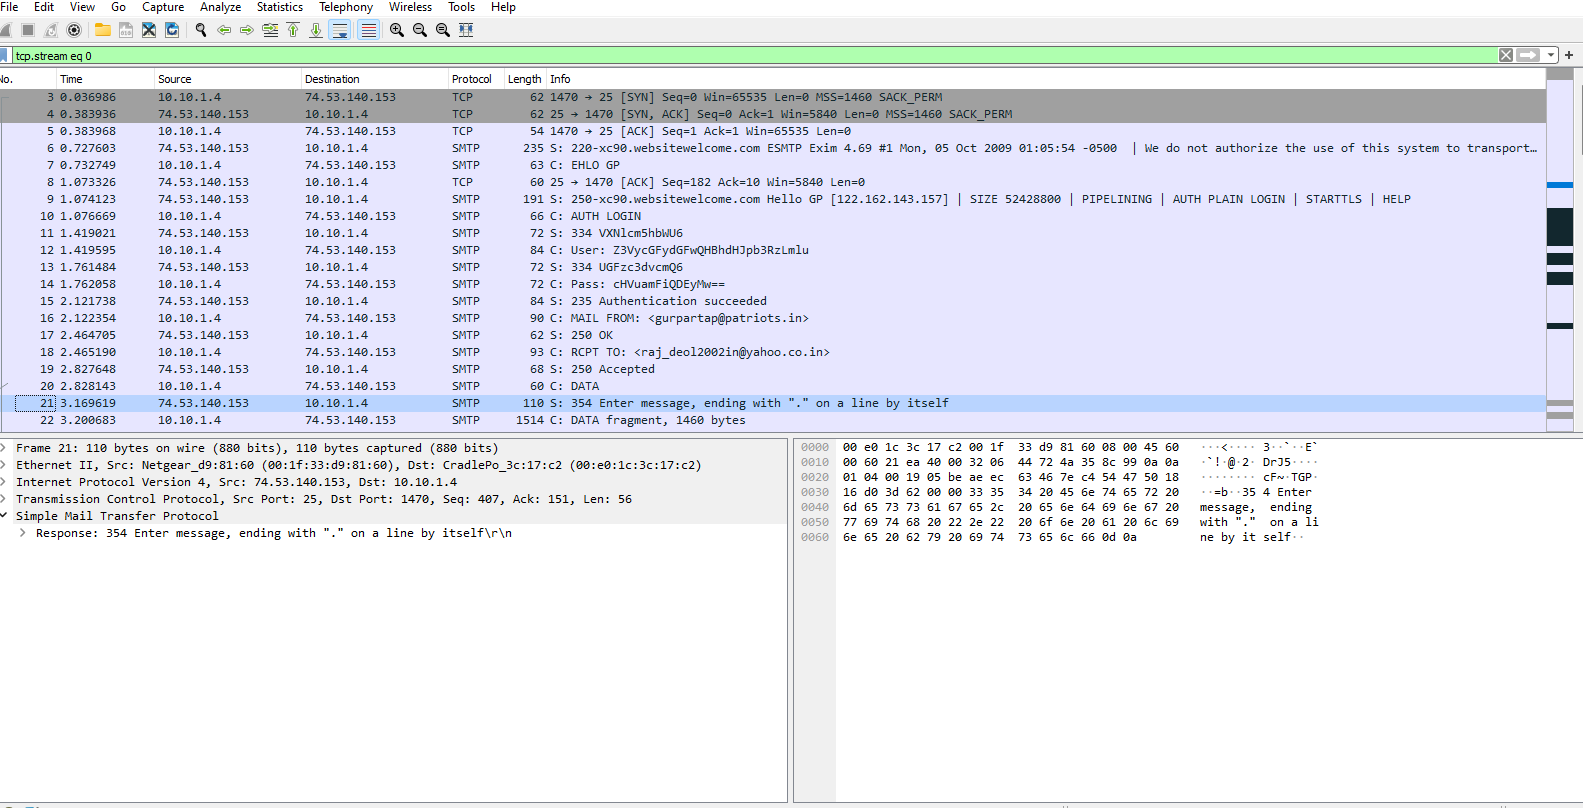 File Edit View Go Capture Analyze Statistics Telephony Wireless Tools Help
tcp.stream eq 0
No. Time Source Destination Protocol Length Info
3 0.036986 10.10.1.4 74.53.140.153 TCP 62 1470 → 25 [SYN] Seq=0 Win=65535 Len=0 MSS=1460 SACK_PERM
4 0.383936 74.53.140.153 10.10.1.4 TCP 62 25 → 1470 [SYN, ACK] Seq=0 Ack=1 Win=5840 Len=0 MSS=1460 SACK_PERM
5 0.383968 10.10.1.4 74.53.140.153 TCP 54 1470 → 25 [ACK] Seq=1 Ack=1 Win=65535 Len=0
6 0.727603 74.53.140.153 10.10.1.4 SMTP 235 S: 220-xc90.websitewelcome.com ESMTP Exim 4.69 #1 Mon, 05 Oct 2009 01:05:54 -0500 | We do not authorize the use of this system to transport…
7 0.732749 10.10.1.4 74.53.140.153 SMTP 63 C: EHLO GP
8 1.073326 74.53.140.153 10.10.1.4 TCP 60 25 → 1470 [ACK] Seq=182 Ack=10 Win=5840 Len=0
9 1.074123 74.53.140.153 10.10.1.4 SMTP 191 S: 250-xc90.websitewelcome.com Hello GP [122.162.143.157] | SIZE 52428800 | PIPELINING | AUTH PLAIN LOGIN | STARTTLS | HELP
10 1.076669 10.10.1.4 74.53.140.153 SMTP 66 C: AUTH LOGIN
11 1.419021 74.53.140.153 10.10.1.4 SMTP 72 S: 334 VXNlcm5hbWU6
12 1.419595 10.10.1.4 74.53.140.153 SMTP 84 C: User: Z3VycGFydGFwQHBhdHJpb3RzLmlu
13 1.761484 74.53.140.153 10.10.1.4 SMTP 72 S: 334 UGFzc3dvcmQ6
14 1.762058 10.10.1.4 74.53.140.153 SMTP 72 C: Pass: cHVuamFiQDEyMw==
15 2.121738 74.53.140.153 10.10.1.4 SMTP 84 S: 235 Authentication succeeded
16 2.122354 10.10.1.4 74.53.140.153 SMTP 90 C: MAIL FROM: <gurpartap@patriots.in>
17 2.464705 74.53.140.153 10.10.1.4 SMTP 62 S: 250 OK
18 2.465190 10.10.1.4 74.53.140.153 SMTP 93 C: RCPT TO: <raj_deol2002in@yahoo.co.in>
19 2.827648 74.53.140.153 10.10.1.4 SMTP 68 S: 250 Accepted
20 2.828143 10.10.1.4 74.53.140.153 SMTP 60 C: DATA
21 3.169619 74.53.140.153 10.10.1.4 SMTP 110 S: 354 Enter message, ending with "." on a line by itself
22 3.200683 10.10.1.4 74.53.140.153 SMTP 1514 C: DATA fragment, 1460 bytes
Frame 21: 110 bytes on wire (880 bits), 110 bytes captured (880 bits)
Ethernet II, Src: Netgear_d9:81:60 (00:1f:33:d9:81:60), Dst: CradlePo_3c:17:c2 (00:e0:1c:3c:17:c2)
Internet Protocol Version 4, Src: 74.53.140.153, Dst: 10.10.1.4
Transmission Control Protocol, Src Port: 25, Dst Port: 1470, Seq: 407, Ack: 151, Len: 56
Simple Mail Transfer Protocol
Response: 354 Enter message, ending with "." on a line by itself\r\n
0000 00 e0 1c 3c 17 c2 00 1f 33 d9 81 60 08 00 45 60 ···<···· 3··`··E`
0010 00 60 21 ea 40 00 32 06 44 72 4a 35 8c 99 0a 0a ·`!·@·2· DrJ5····
0020 01 04 00 19 05 be ae ec 63 46 7e c4 54 47 50 18 ········ cF~·TGP·
0030 16 d0 3d 62 00 00 33 35 34 20 45 6e 74 65 72 20 ··=b··35 4 Enter
0040 6d 65 73 73 61 67 65 2c 20 65 6e 64 69 6e 67 20 message, ending
0050 77 69 74 68 20 22 2e 22 20 6f 6e 20 61 20 6c 69 with "." on a li
0060 6e 65 20 62 79 20 69 74 73 65 6c 66 0d 0a ne by it self··